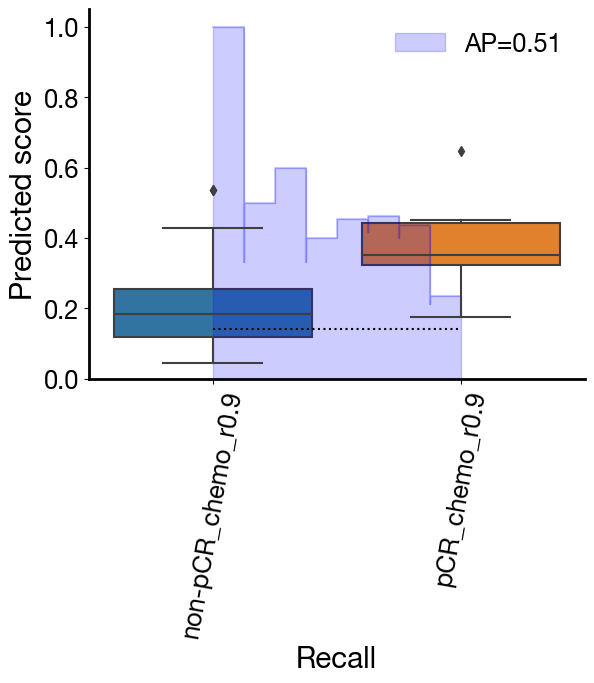 AP=0.51
Predicted score
1.0
0.8
0.6
0.4
0.2
0.0
non-pCR_chemo_r0.9
pCR_chemo_r0.9
Recall